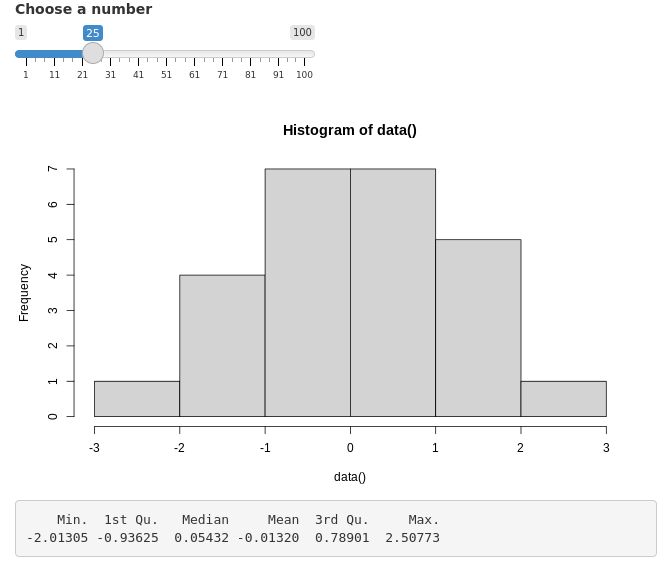 Choose a number
1 25 100
1 11 21 31 41 51 61 71 81 91 100
Histogram of data()
7
6
5
4
3
2
1
0
Frequency
-3 -2 -1 0 1 2 3
data()
Min. 1st Qu. Median Mean 3rd Qu. Max.
-2.01305 -0.93625 0.05432 -0.01320 0.78901 2.50773